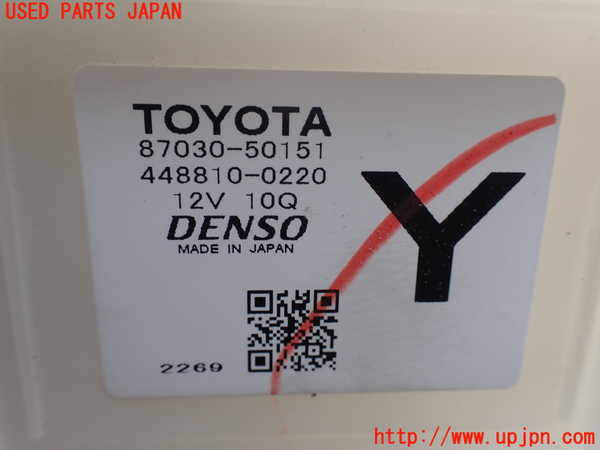 USED PARTS JAPAN
TOYOTA
87030-50151
448810-0220
12V 10Q
DENSO
MADE IN JAPAN
Y
2269
http://www.upjpn.com/